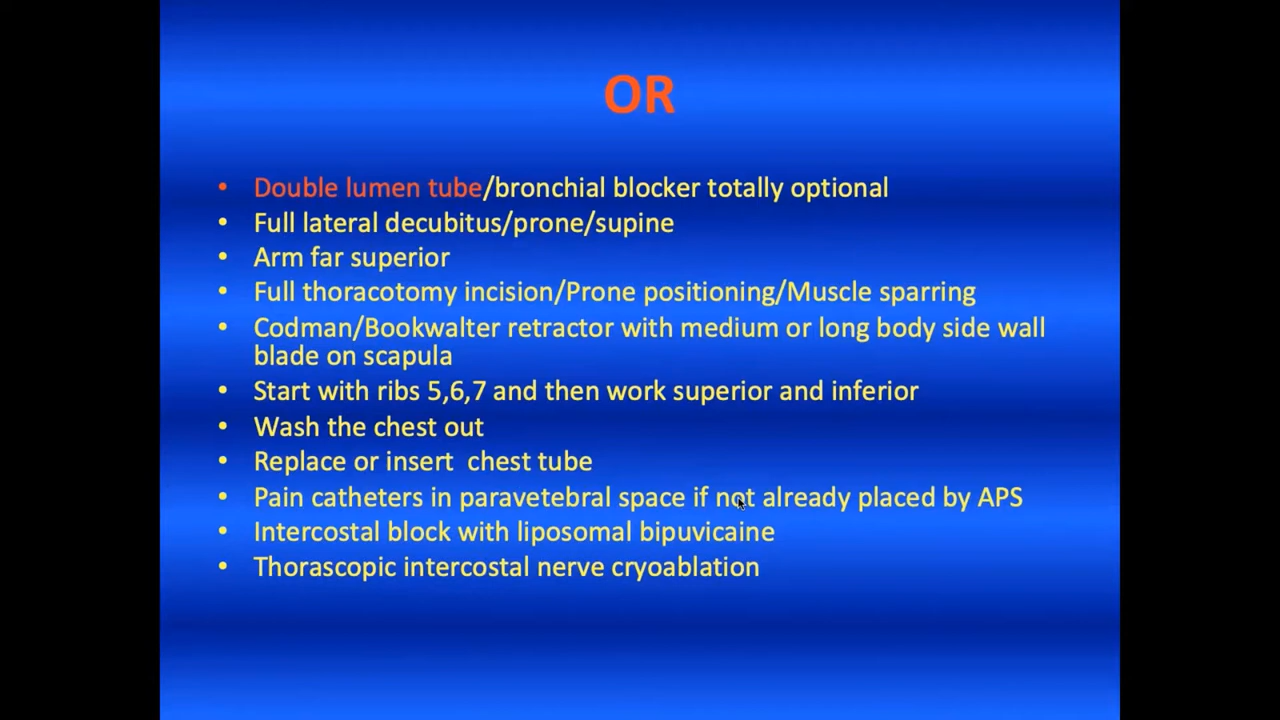 OR
• Double lumen tube/bronchial blocker totally optional
• Full lateral decubitus/prone/supine
• Arm far superior
• Full thoracotomy incision/Prone positioning/Muscle sparring
• Codman/Bookwalter retractor with medium or long body side wall
blade on scapula
• Start with ribs 5,6,7 and then work superior and inferior
• Wash the chest out
• Replace or insert chest tube
• Pain catheters in paravetebral space if not already placed by APS
• Intercostal block with liposomal bipuvicaine
• Thorascopic intercostal nerve cryoablation